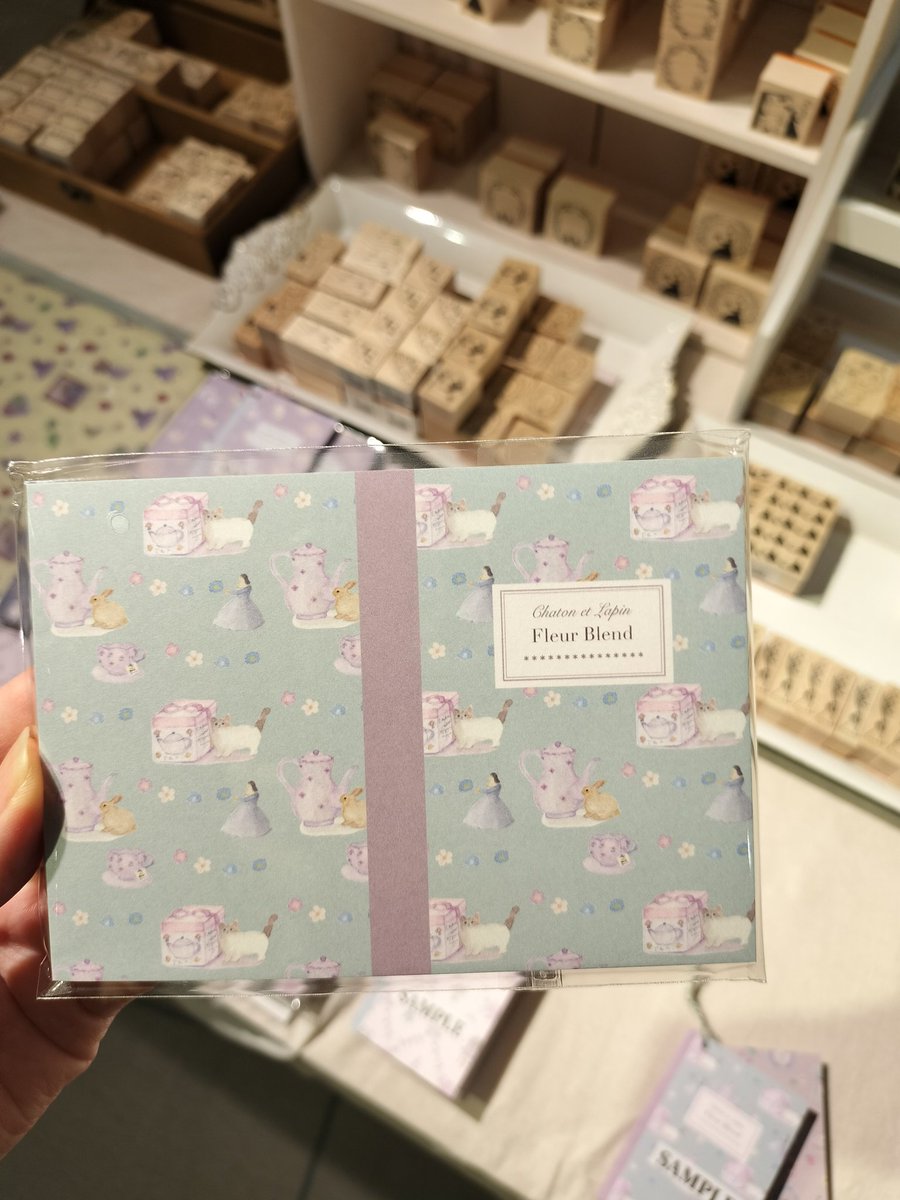 Chaton et Lapin
Fleur Blend
***************
SAMPLE
SAMPLE